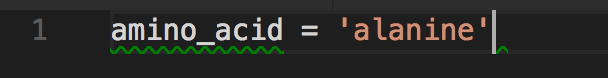 1 amino_acid = 'alanine'